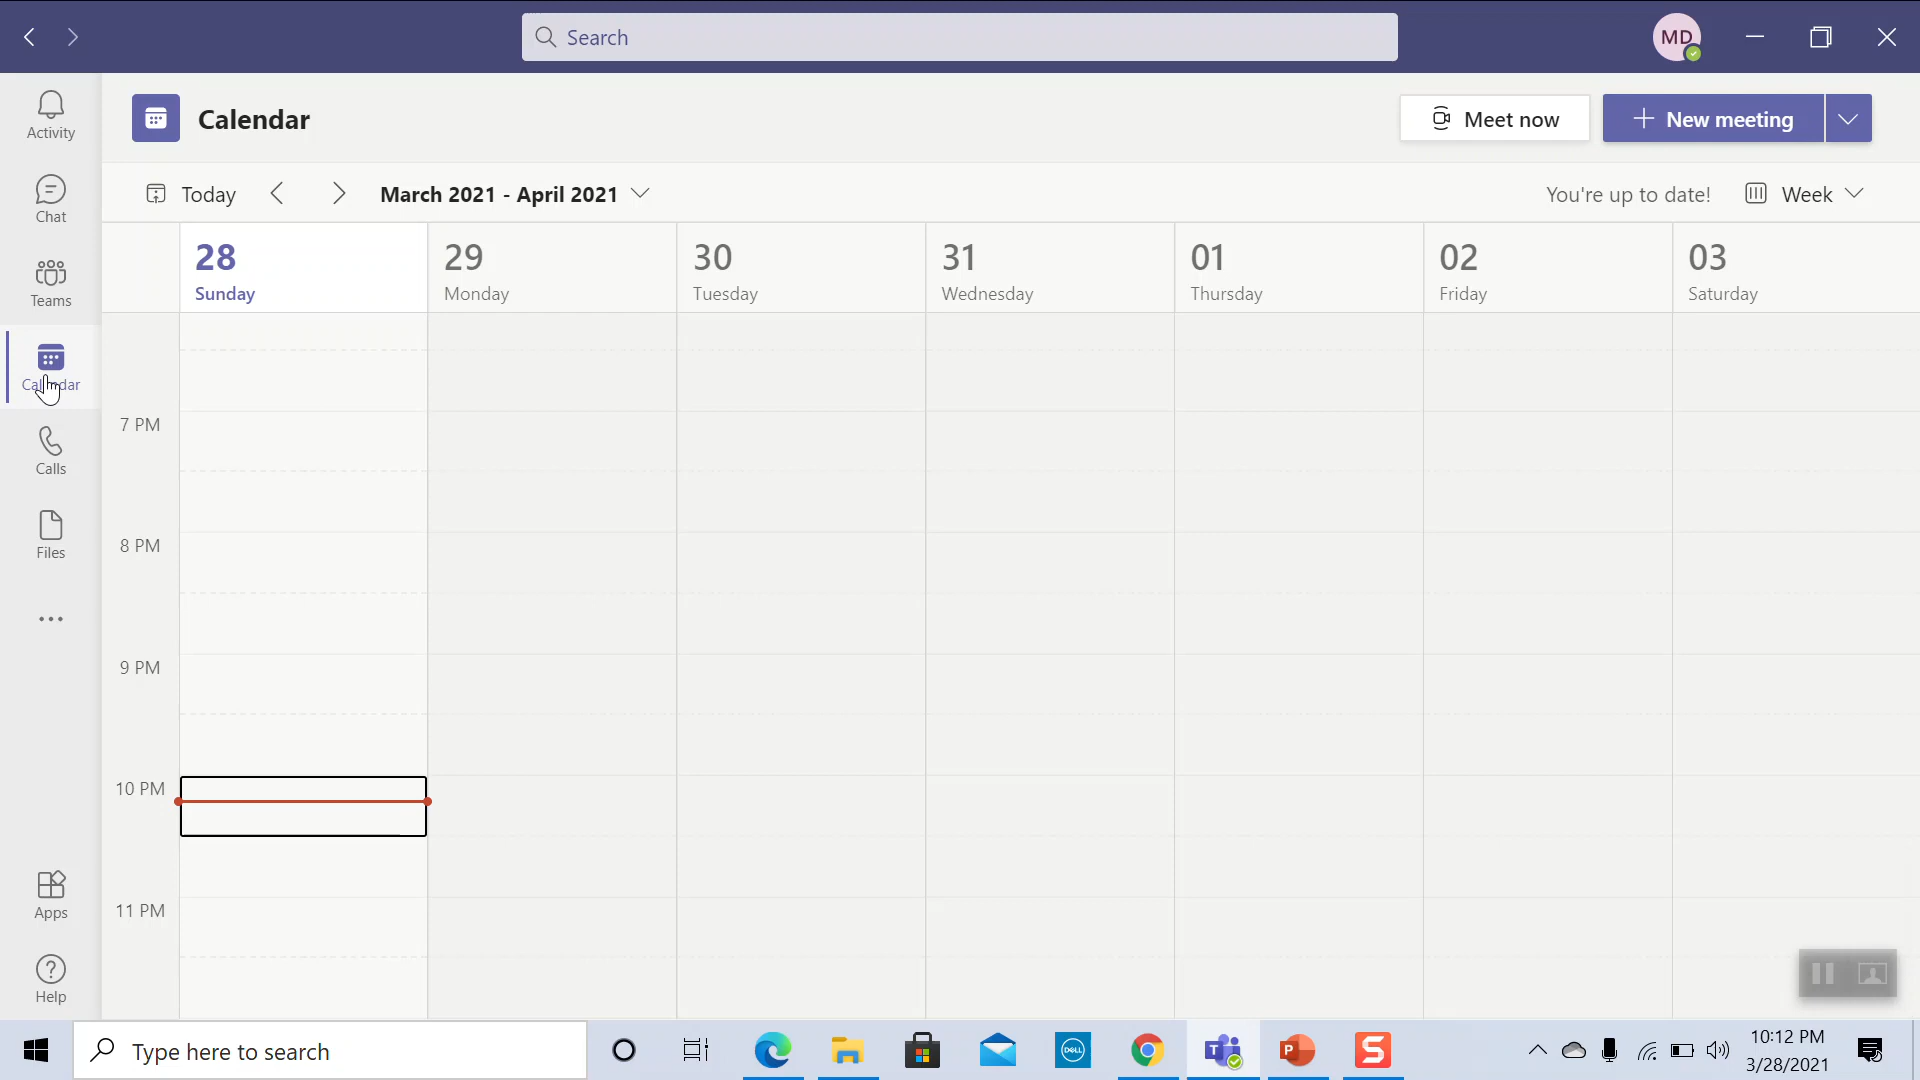 Search
MD
Activity
Chat
Teams
Calendar
Calls
Files
Apps
Help
Calendar
Meet now
New meeting
Today
March 2021 - April 2021
You're up to date!
Week
28
Sunday
29
Monday
30
Tuesday
31
Wednesday
01
Thursday
02
Friday
03
Saturday
7 PM
8 PM
9 PM
10 PM
11 PM
Type here to search
DELL
T
P
S
10:12 PM
3/28/2021